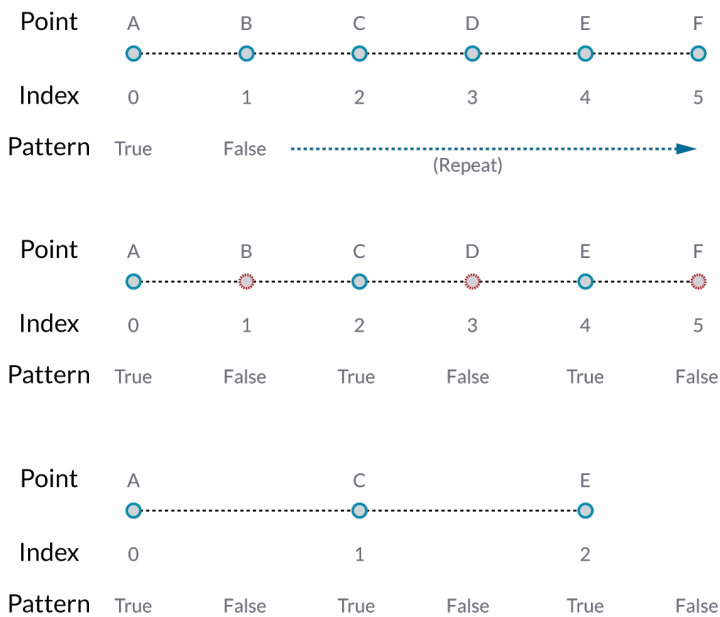 Point A B C D E F
Index 0 1 2 3 4 5
Pattern True False
(Repeat)
Point A B C D E F
Index 0 1 2 3 4 5
Pattern True False True False True False
Point A C E
Index 0 1 2
Pattern True False True False True False